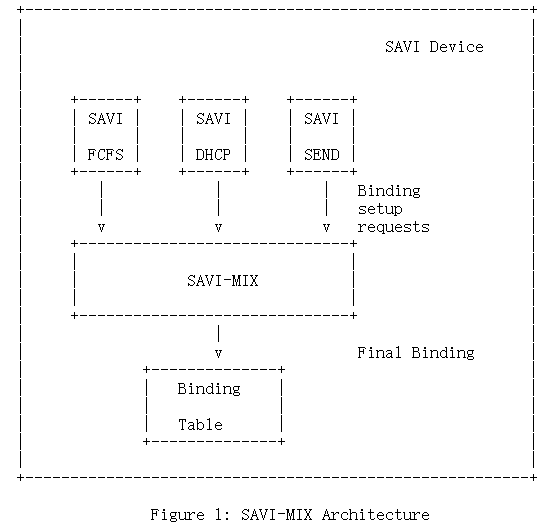 SAVI Device
SAVI SAVI SAVI
FCFS DHCP SEND
Binding
setup
requests
SAVI-MIX
Final Binding
Binding
Table
Figure 1: SAVI-MIX Architecture